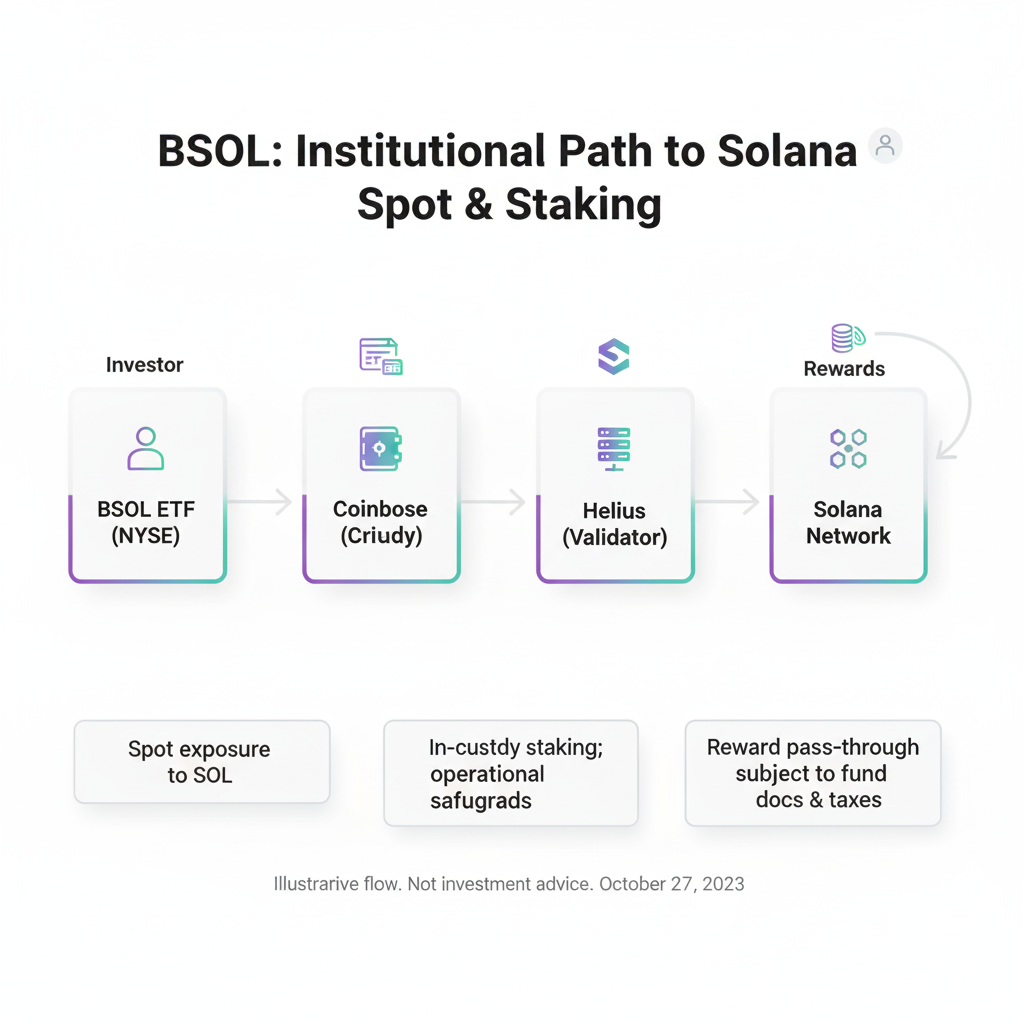 BSOL: Institutional Path to Solana
Spot & Staking
Investor
Rewards
BSOL ETF
(NYSE)
Coinbose
(Criudy)
Helius
(Validator)
Solana
Network
Spot exposure
to SOL
In-custdy staking;
operational
safugrads
Reward pass-through
subject to fund
docs & taxes
Illustrarive flow. Not investment advice. October 27, 2023